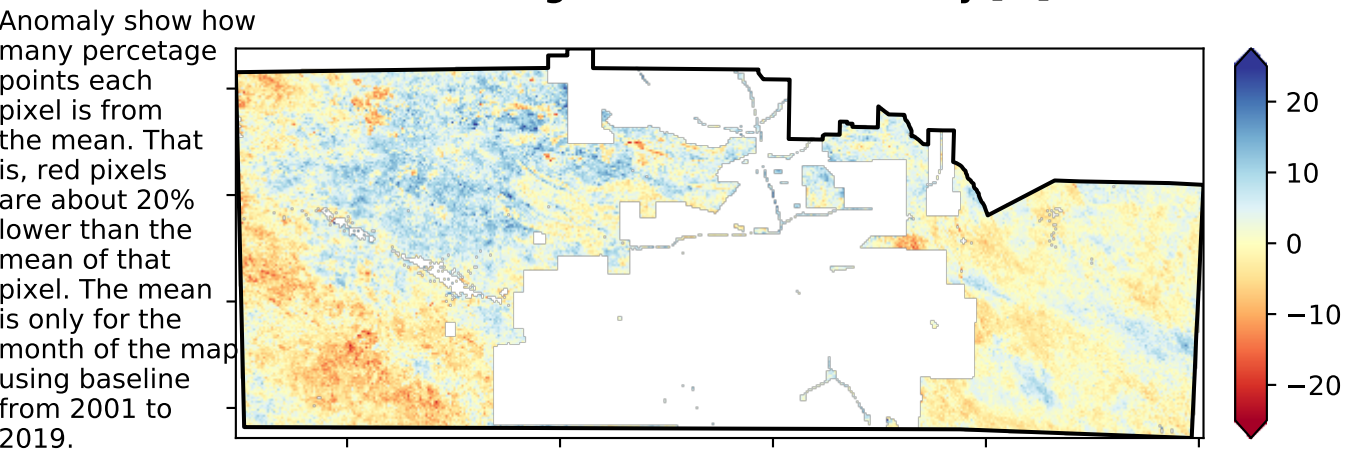 Anomaly show how
many percetage
points each
pixel is from
the mean. That
is, red pixels
are about 20%
lower than the
mean of that
pixel. The mean
is only for the
month of the map
using baseline
from 2001 to
2019.
20
10
0
−10
−20